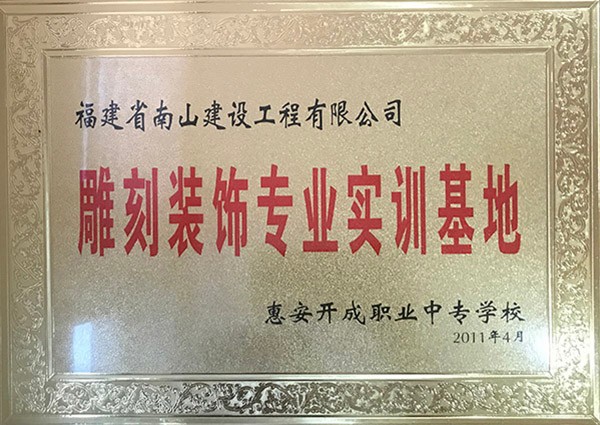 福建省南山建设工程有限公司
雕刻装饰专业实训基地
惠安开成职业中专学校
2011年4月